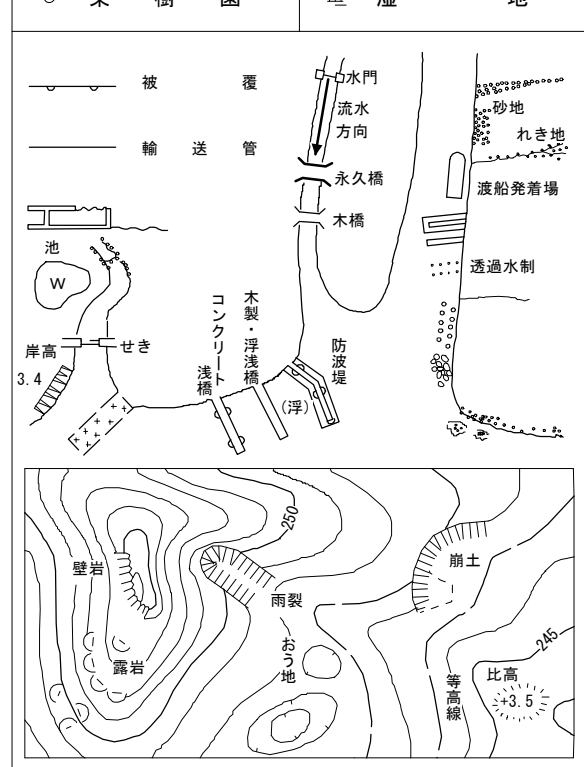 果樹園
湿地
被覆
輸送管
水門
流水
方向
永久橋
木橋
砂地
れき地
渡船発着場
透過水制
池
W
せき
岸高
3.4
コンクリート
浅橋
木製・浮浅橋
(浮)
防波堤
250
壁岩
露岩
雨裂
おう地
崩土
等高線
245
比高
+3.5